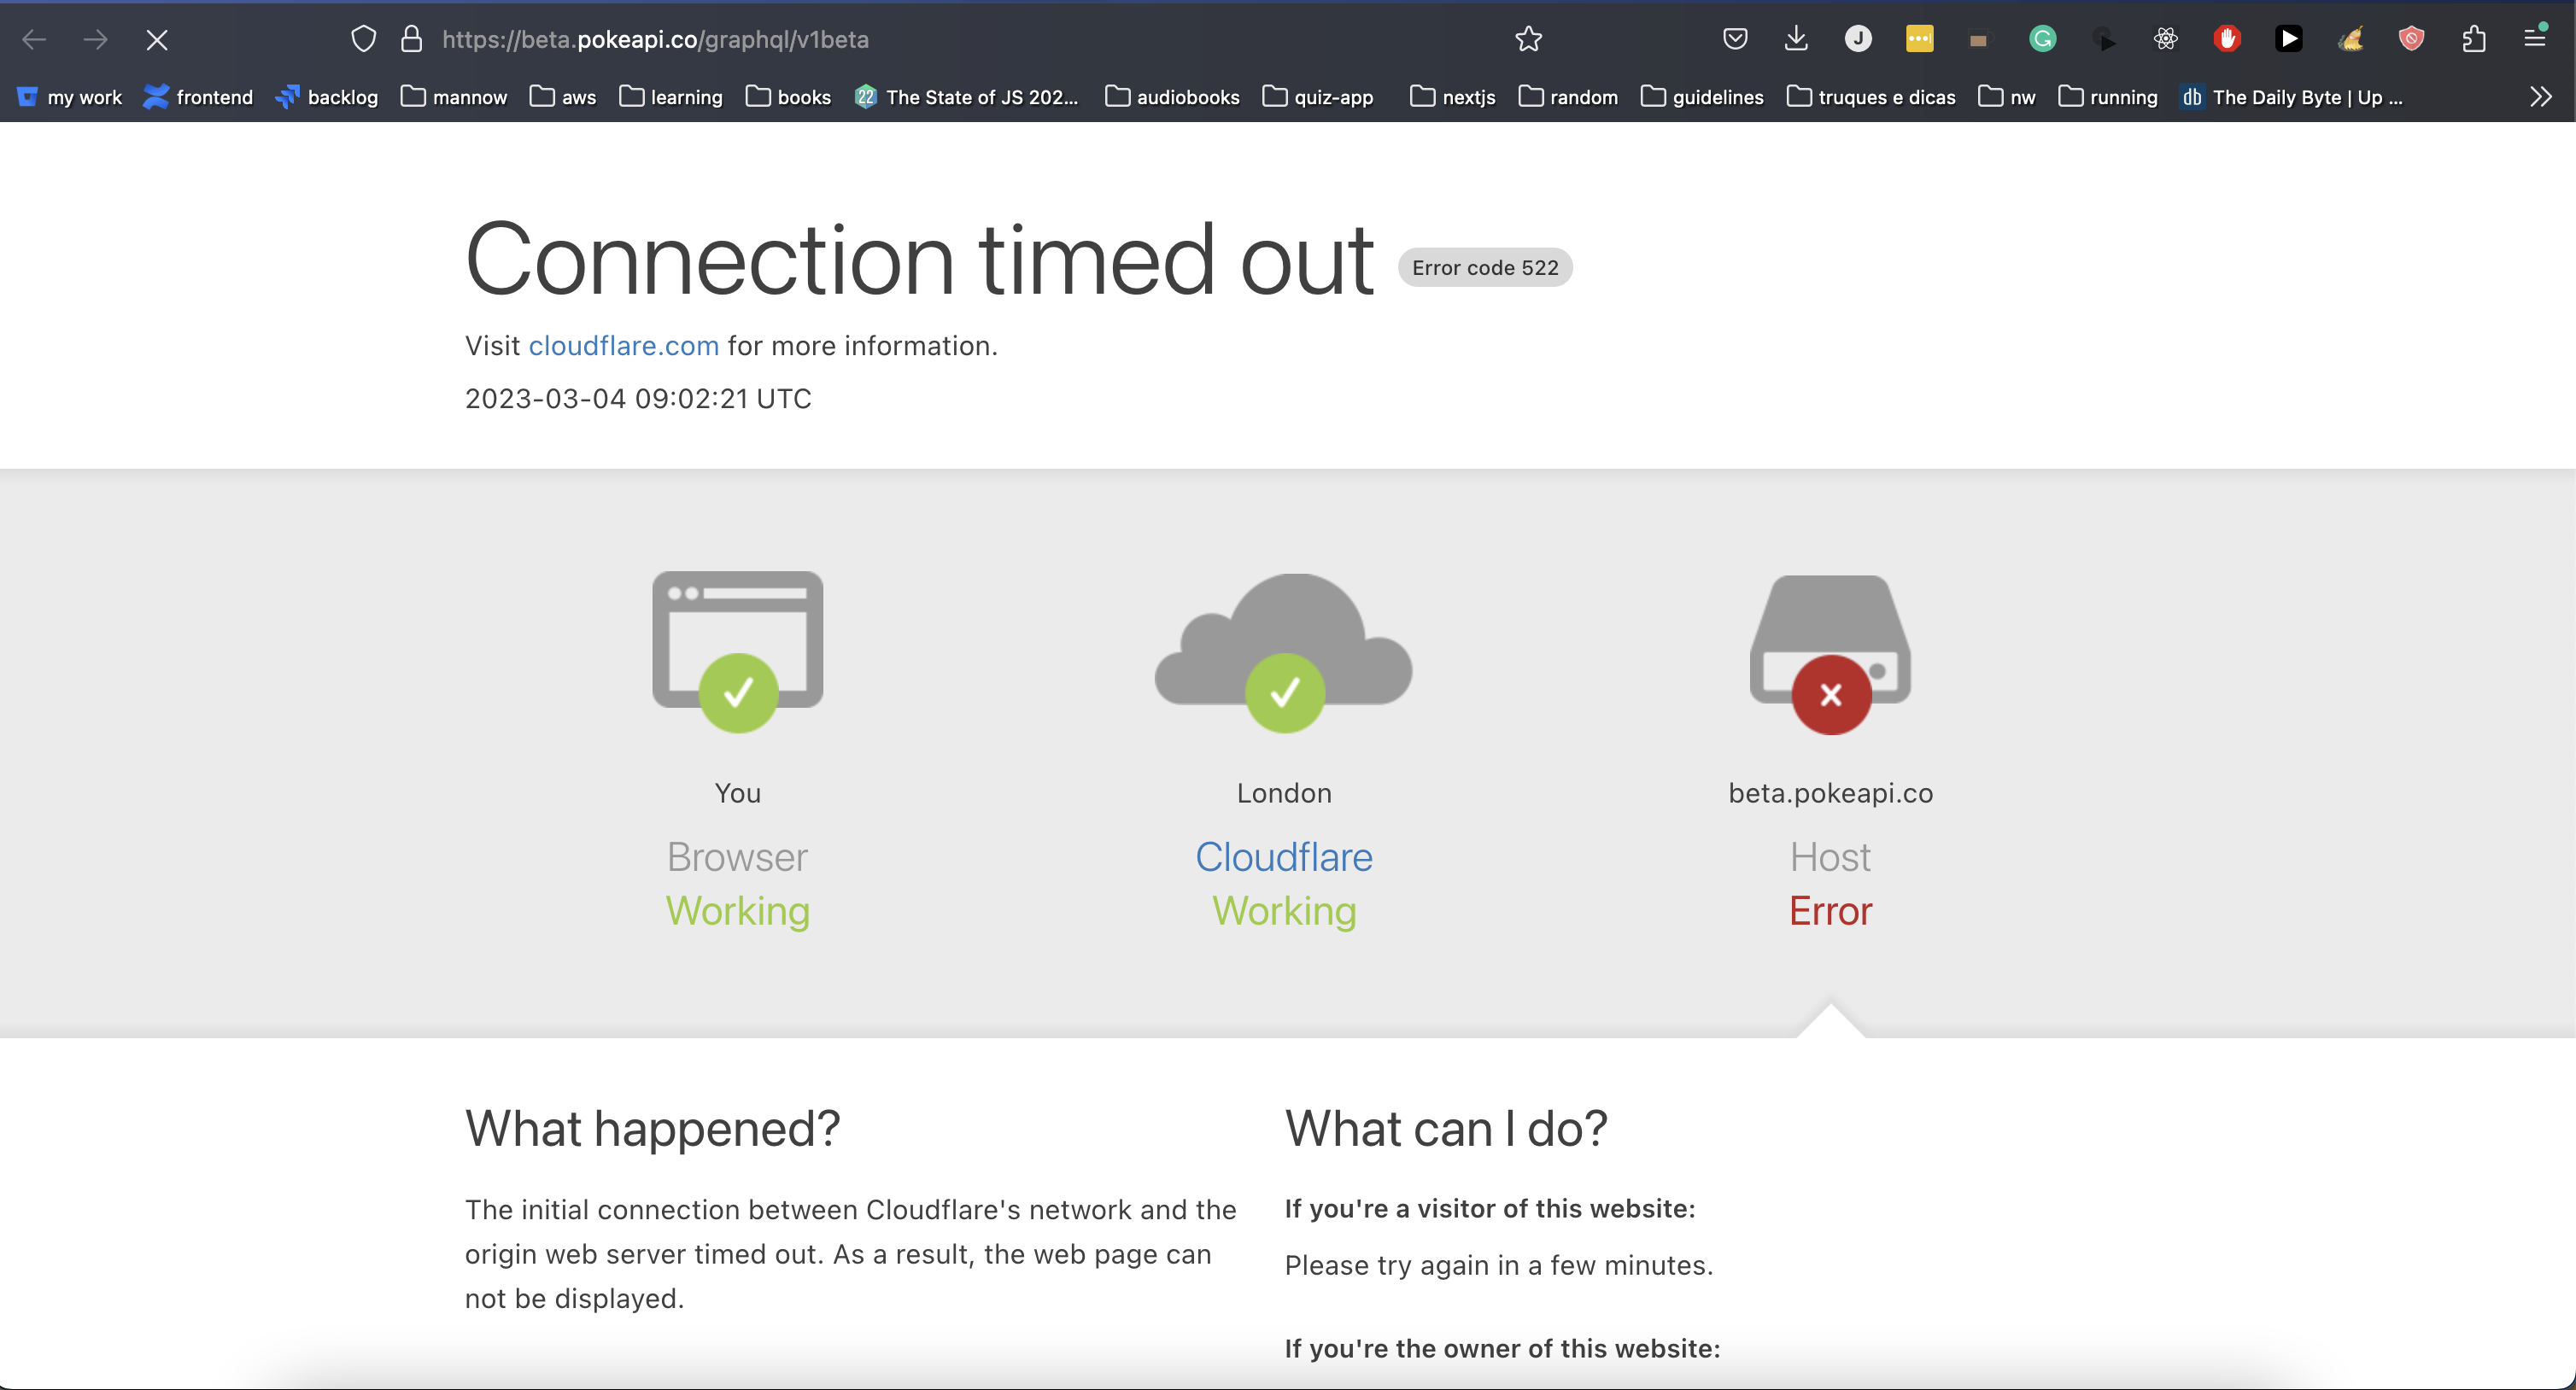 https://beta.pokeapi.co/graphql/v1beta
J
G
my work frontend backlog mannow aws learning books 22 The State of JS 202... audiobooks quiz-app nextjs random guidelines truques e dicas nw running db The Daily Byte | Up ...
Connection timed out Error code 522
Visit cloudflare.com for more information.
2023-03-04 09:02:21 UTC
You London beta.pokeapi.co
Browser Cloudflare Host
Working Working Error
What happened?
The initial connection between Cloudflare's network and the
origin web server timed out. As a result, the web page can
not be displayed.
What can I do?
If you're a visitor of this website:
Please try again in a few minutes.
If you're the owner of this website: